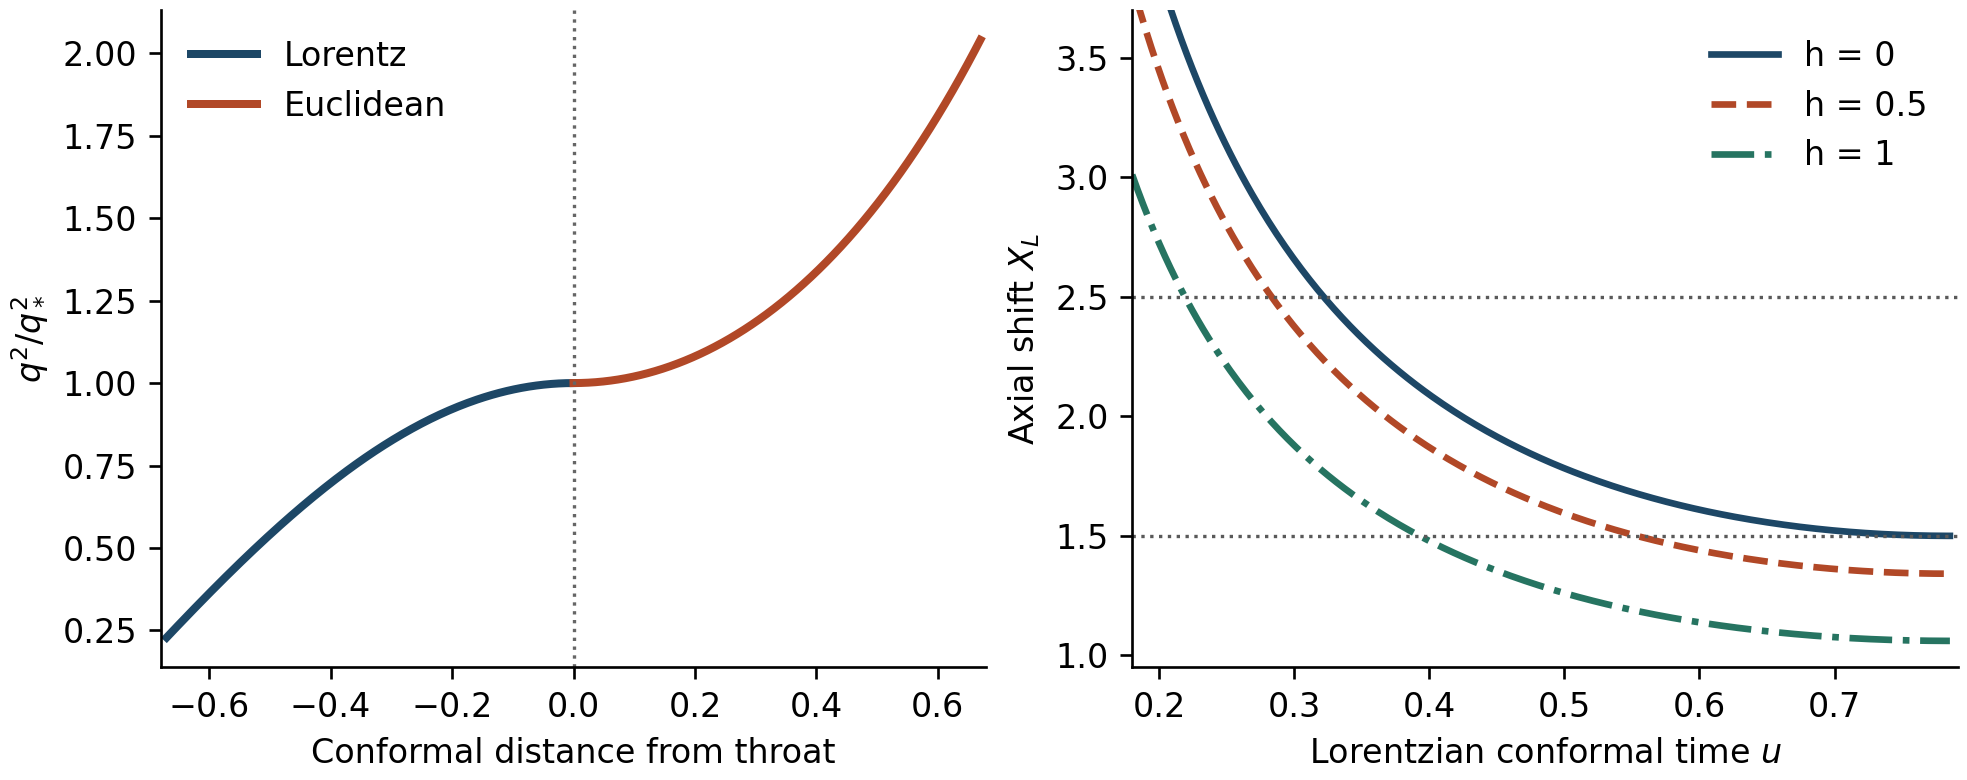 Lorentz
Euclidean
2.00
1.75
1.50
1.25
1.00
0.75
0.50
0.25
q²/q²*
−0.6 −0.4 −0.2 0.0 0.2 0.4 0.6
Conformal distance from throat
h = 0
h = 0.5
h = 1
3.5
3.0
2.5
2.0
1.5
1.0
Axial shift X_L
0.2 0.3 0.4 0.5 0.6 0.7
Lorentzian conformal time u